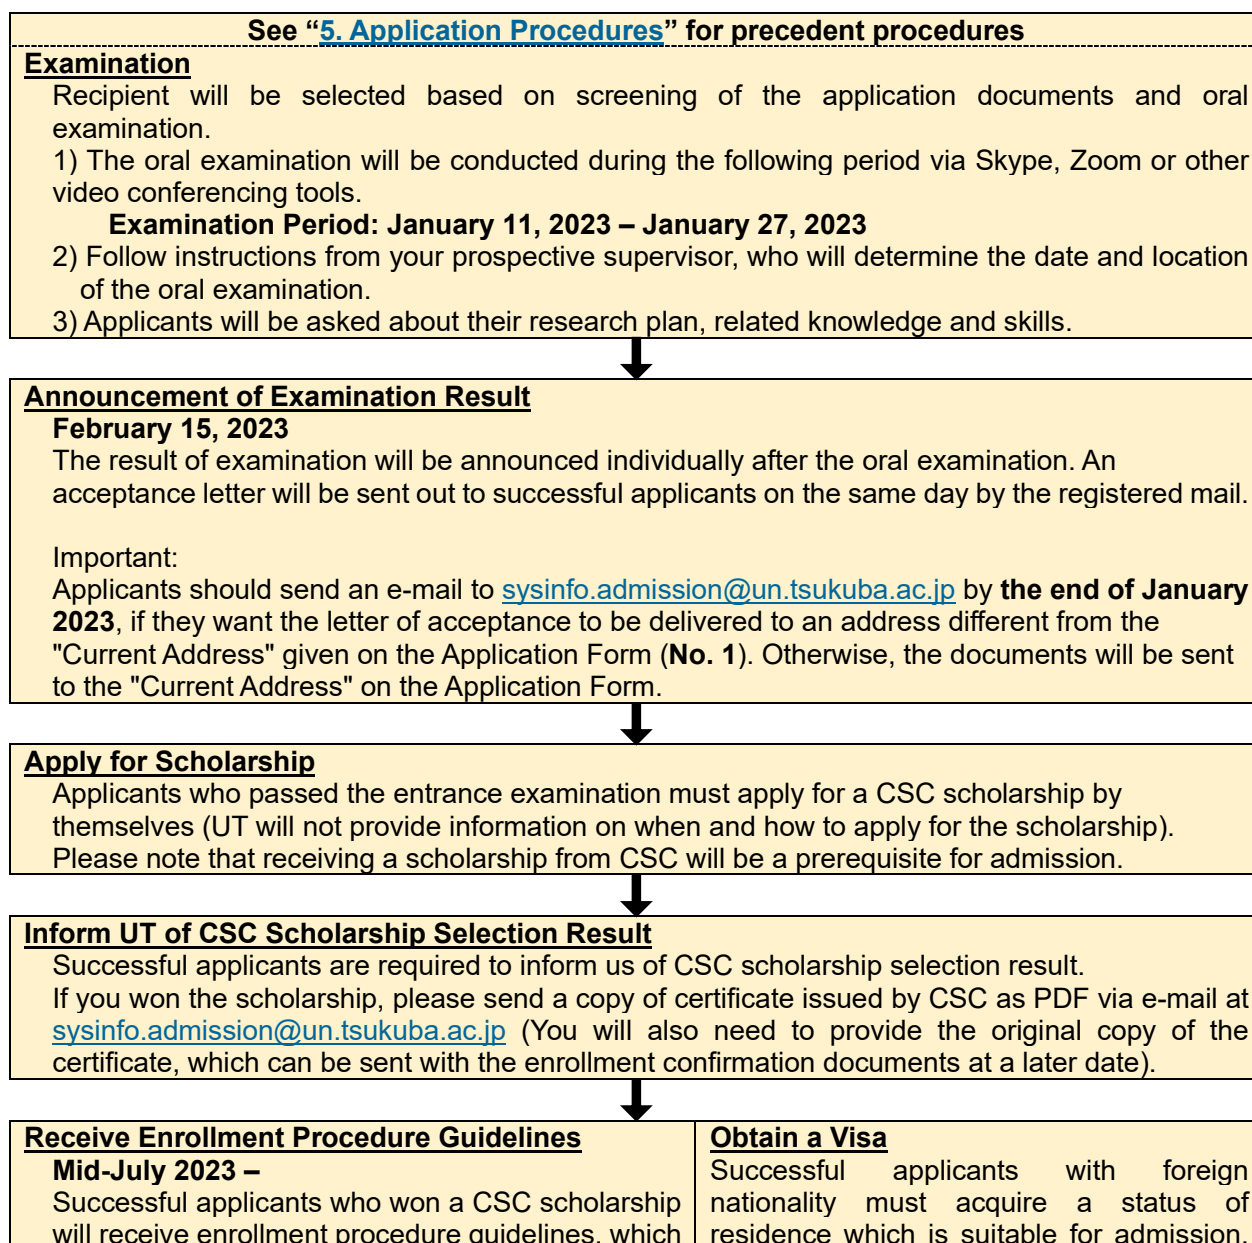 See “5. Application Procedures” for precedent procedures
Examination
Recipient will be selected based on screening of the application documents and oral
examination.
1) The oral examination will be conducted during the following period via Skype, Zoom or other
video conferencing tools.
Examination Period: January 11, 2023 – January 27, 2023
2) Follow instructions from your prospective supervisor, who will determine the date and location
of the oral examination.
3) Applicants will be asked about their research plan, related knowledge and skills.
Announcement of Examination Result
February 15, 2023
The result of examination will be announced individually after the oral examination. An
acceptance letter will be sent out to successful applicants on the same day by the registered mail.
Important:
Applicants should send an e-mail to sysinfo.admission@un.tsukuba.ac.jp by the end of January
2023, if they want the letter of acceptance to be delivered to an address different from the
"Current Address" given on the Application Form (No. 1). Otherwise, the documents will be sent
to the "Current Address" on the Application Form.
Apply for Scholarship
Applicants who passed the entrance examination must apply for a CSC scholarship by
themselves (UT will not provide information on when and how to apply for the scholarship).
Please note that receiving a scholarship from CSC will be a prerequisite for admission.
Inform UT of CSC Scholarship Selection Result
Successful applicants are required to inform us of CSC scholarship selection result.
If you won the scholarship, please send a copy of certificate issued by CSC as PDF via e-mail at
sysinfo.admission@un.tsukuba.ac.jp (You will also need to provide the original copy of the
certificate, which can be sent with the enrollment confirmation documents at a later date).
Receive Enrollment Procedure Guidelines
Mid-July 2023 –
Successful applicants who won a CSC scholarship
will receive enrollment procedure guidelines, which
Obtain a Visa
Successful applicants with foreign
nationality must acquire a status of
residence which is suitable for admission.